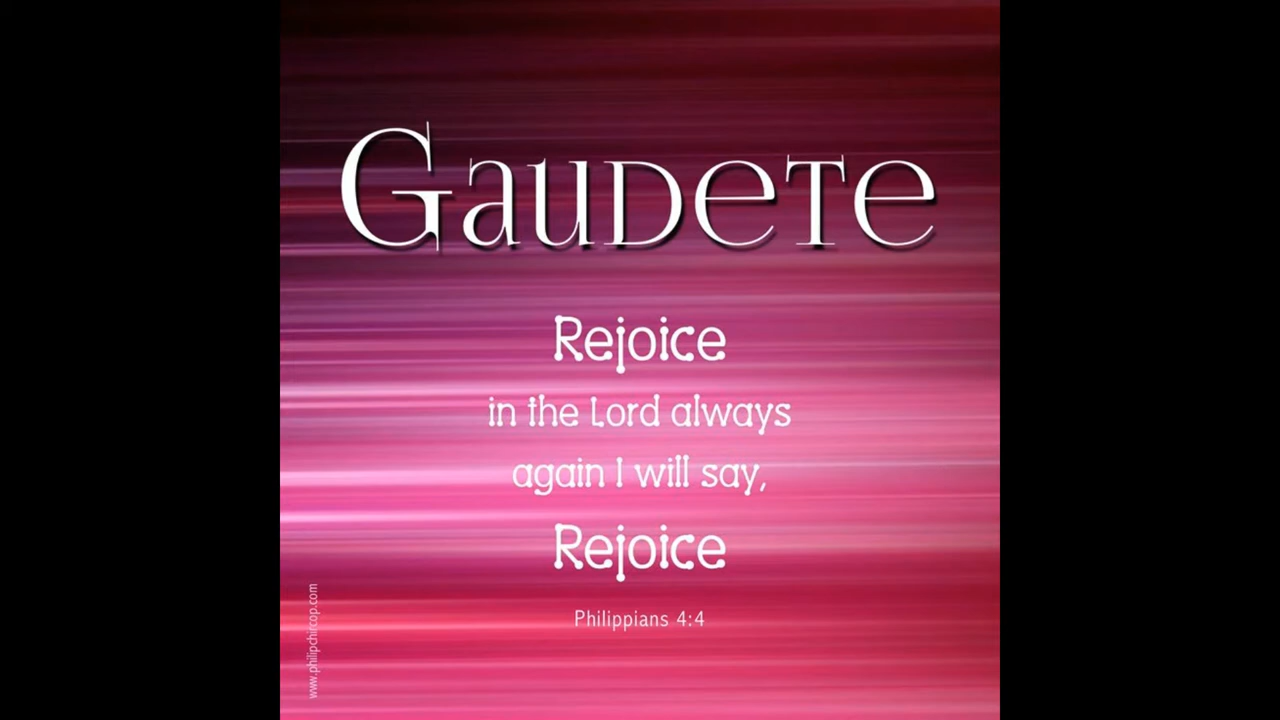 Gaudete
Rejoice
in the Lord always
again I will say,
Rejoice
Philippians 4:4
www.philipchircop.com